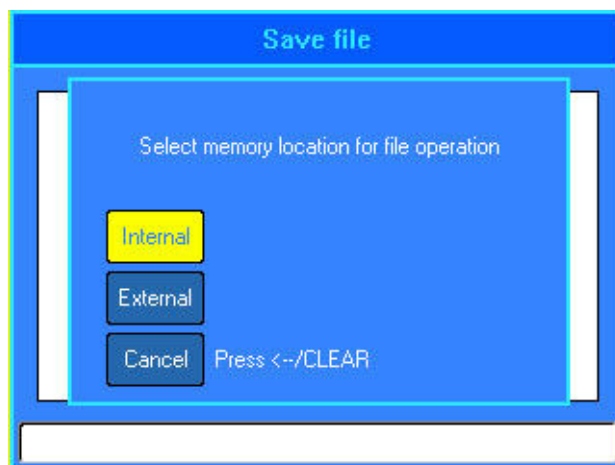 Save file
Select memory location for file operation
Internal
External
Cancel Press <--/CLEAR